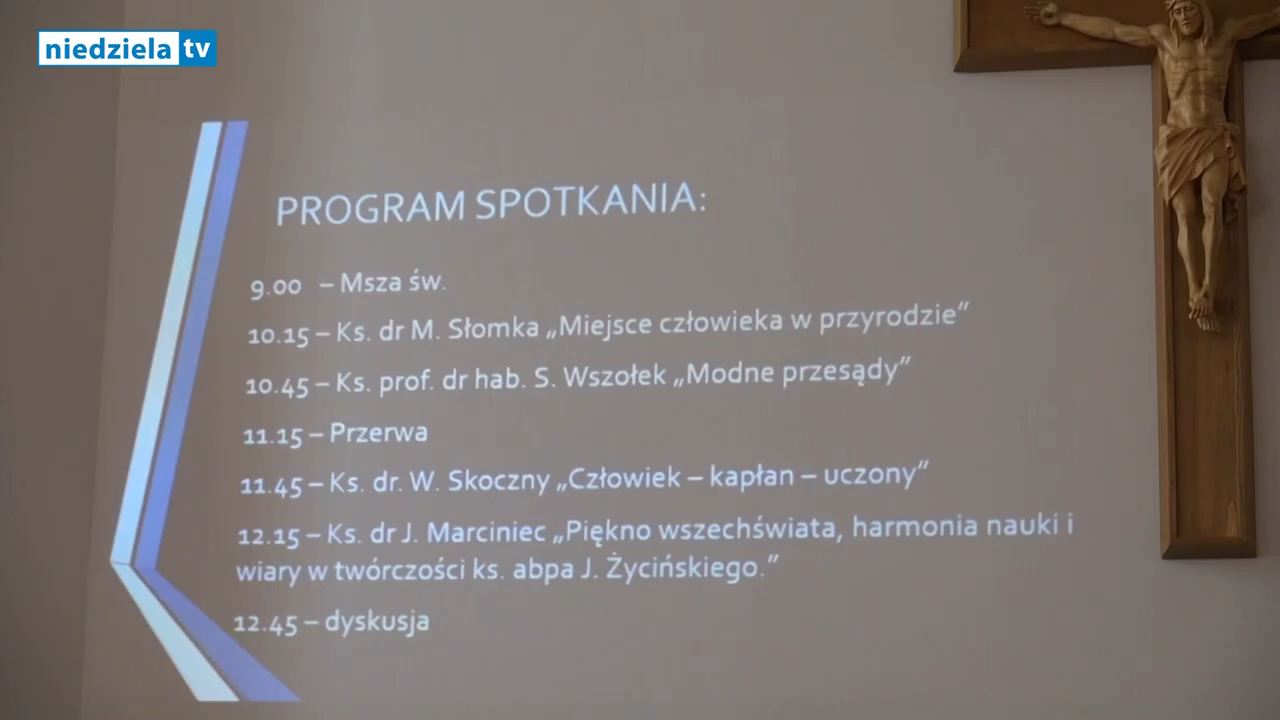 niedziela tv
PROGRAM SPOTKANIA:
9.00 – Msza św.
10.15 – Ks. dr M. Słomka „Miejsce człowieka w przyrodzie”
10.45 – Ks. prof. dr hab. S. Wszołek „Modne przesądy”
11.15 – Przerwa
11.45 – Ks. dr. W. Skoczny „Człowiek – kapłan – uczony”
12.15 – Ks. dr J. Marciniec „Piękno wszechświata, harmonia nauki i
wiary w twórczości ks. abpa J. Życińskiego.”
12.45 – dyskusja